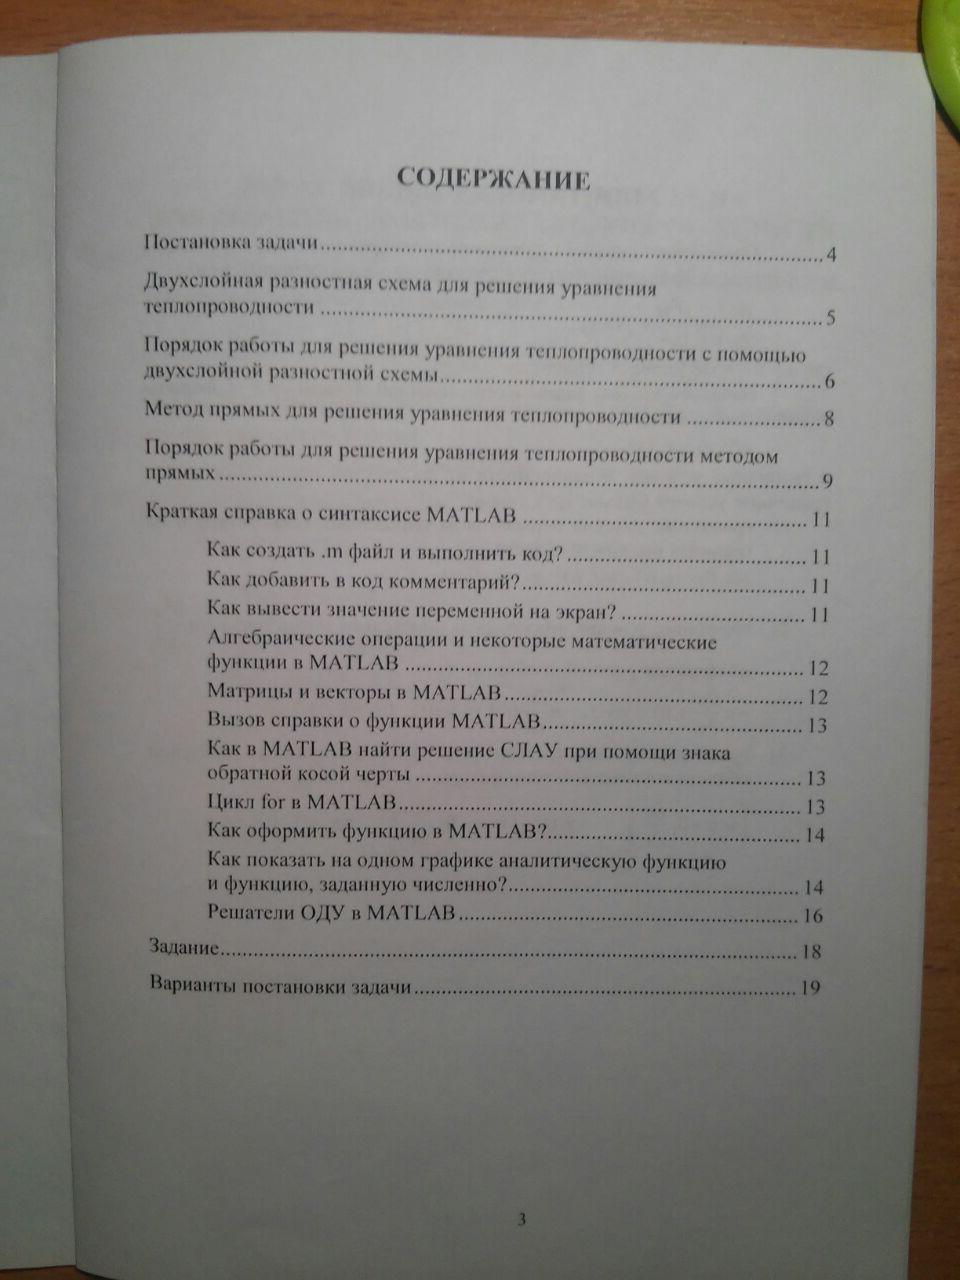 СОДЕРЖАНИЕ
Постановка задачи....................4
Двухслойная разностная схема для решения уравнения
теплопроводности ....................5
Порядок работы для решения уравнения теплопроводности с помощью
двухслойной разностной схемы....................6
Метод прямых для решения уравнения теплопроводности ....................8
Порядок работы для решения уравнения теплопроводности методом
прямых....................9
Краткая справка о синтаксисе MATLAB ....................11
Как создать .m файл и выполнить код? ....................11
Как добавить в код комментарий?....................11
Как вывести значение переменной на экран? ....................11
Алгебраические операции и некоторые математические
функции в MATLAB ....................12
Матрицы и векторы в MATLAB....................12
Вызов справки о функции MATLAB....................13
Как в MATLAB найти решение СЛАУ при помощи знака
обратной косой черты ....................13
Цикл for в MATLAB....................13
Как оформить функцию в MATLAB?....................14
Как показать на одном графике аналитическую функцию
и функцию, заданную численно?....................14
Решатели ОДУ в MATLAB....................16
Задание....................18
Варианты постановки задачи....................19
3